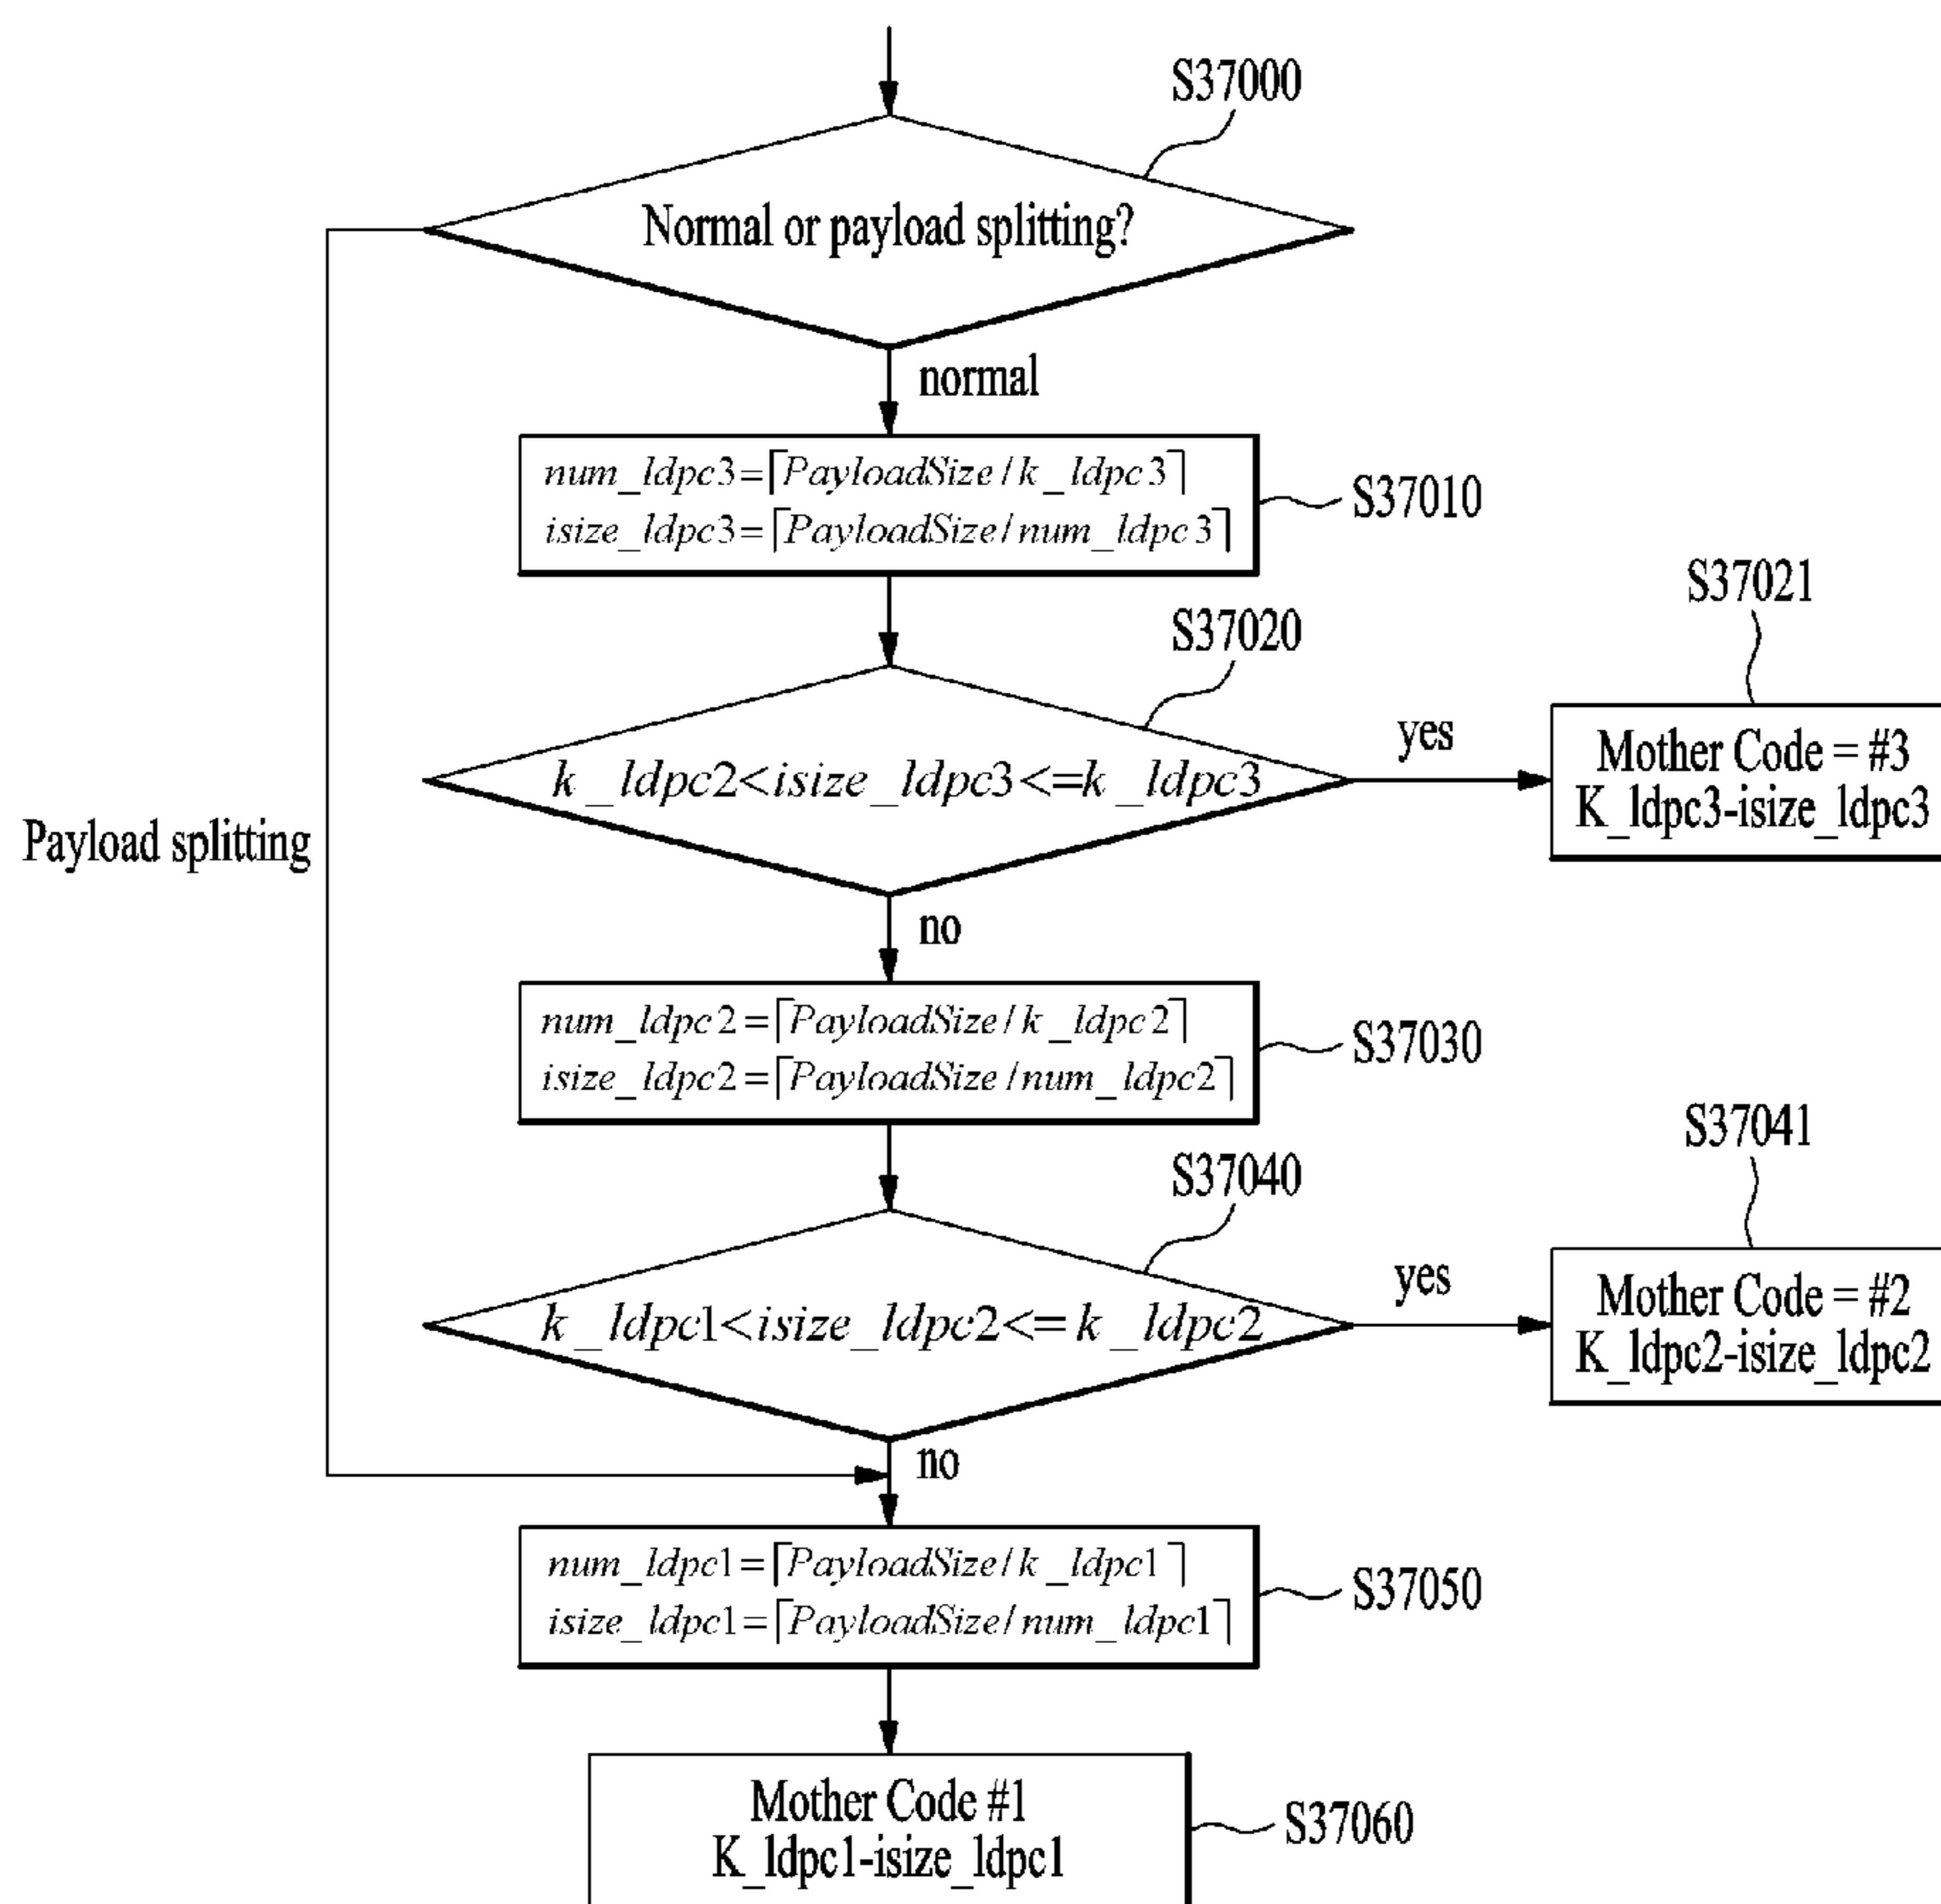 S37000
Normal or payload splitting?
normal
num_ldpc3=⌈PayloadSize/k_ldpc3⌉
isize_ldpc3=⌈PayloadSize/num_ldpc3⌉
S37010
S37021
S37020
k_ldpc2<isize_ldpc3<=k_ldpc3
yes
Mother Code = #3
K_ldpc3-isize_ldpc3
Payload splitting
no
num_ldpc2=⌈PayloadSize/k_ldpc2⌉
isize_ldpc2=⌈PayloadSize/num_ldpc2⌉
S37030
S37041
S37040
k_ldpc1<isize_ldpc2<=k_ldpc2
yes
Mother Code = #2
K_ldpc2-isize_ldpc2
no
num_ldpc1=⌈PayloadSize/k_ldpc1⌉
isize_ldpc1=⌈PayloadSize/num_ldpc1⌉
S37050
Mother Code #1
K_ldpc1-isize_ldpc1
S37060